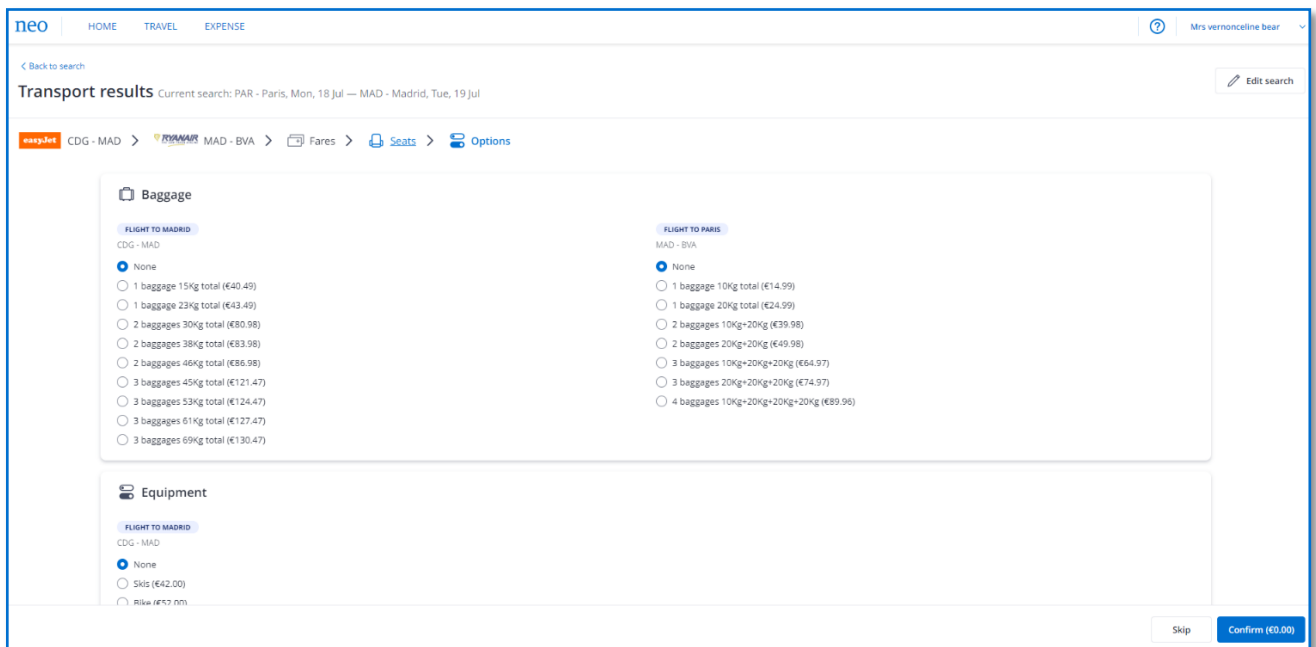 neo HOME TRAVEL EXPENSE Mrs vernonceline bear
Back to search
Transport results Current search: PAR - Paris, Mon, 18 Jul — MAD - Madrid, Tue, 19 Jul
Edit search
easyJet CDG - MAD RYANAIR MAD - BVA Fares Seats Options
Baggage
FLIGHT TO MADRID
CDG - MAD
None
1 baggage 15Kg total (€40.49)
1 baggage 23Kg total (€43.49)
2 baggages 30Kg total (€80.98)
2 baggages 38Kg total (€83.98)
2 baggages 46Kg total (€86.98)
3 baggages 45Kg total (€121.47)
3 baggages 53Kg total (€124.47)
3 baggages 61Kg total (€127.47)
3 baggages 69Kg total (€130.47)
FLIGHT TO PARIS
MAD - BVA
None
1 baggage 10Kg total (€14.99)
1 baggage 20Kg total (€24.99)
2 baggages 10Kg+20Kg (€39.98)
2 baggages 20Kg+20Kg (€49.98)
3 baggages 10Kg+20Kg+20Kg (€64.97)
3 baggages 20Kg+20Kg+20Kg (€74.97)
4 baggages 10Kg+20Kg+20Kg+20Kg (€89.96)
Equipment
FLIGHT TO MADRID
CDG - MAD
None
Skis (€42.00)
Bike (€52.00)
Skip
Confirm (€0.00)